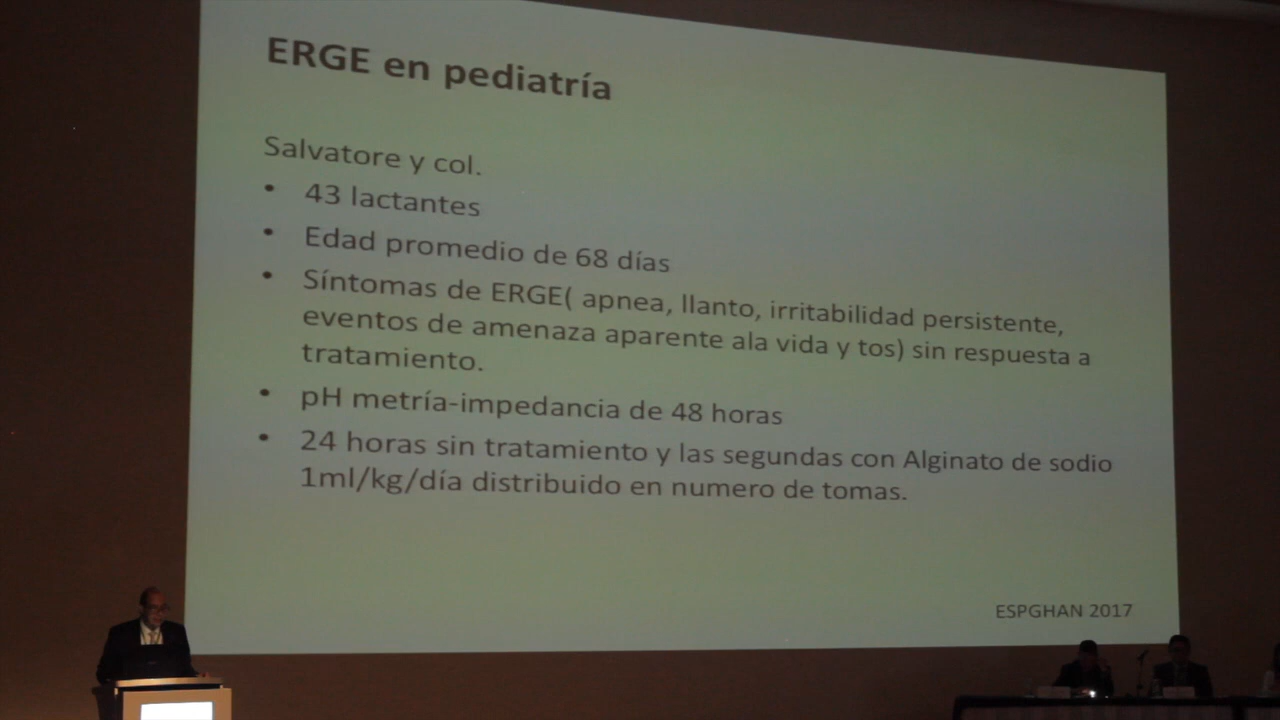 ERGE en pediatría
Salvatore y col.
• 43 lactantes
• Edad promedio de 68 días
• Síntomas de ERGE( apnea, llanto, irritabilidad persistente,
eventos de amenaza aparente ala vida y tos) sin respuesta a
tratamiento.
• pH metría-impedancia de 48 horas
• 24 horas sin tratamiento y las segundas con Alginato de sodio
1ml/kg/día distribuido en numero de tomas.
ESPGHAN 2017